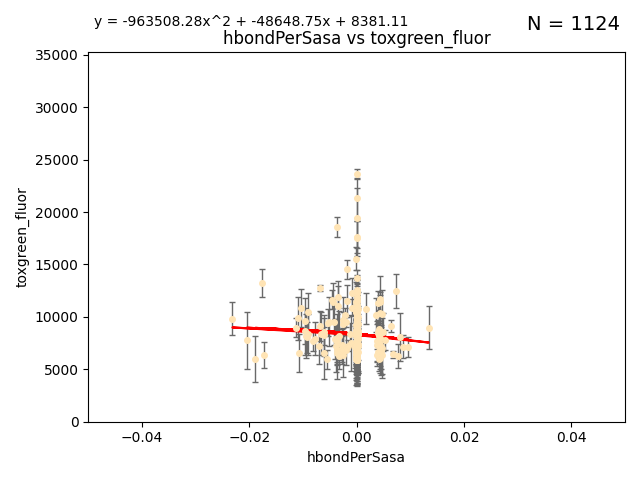 y = -963508.28x^2 + -48648.75x + 8381.11
N = 1124
hbondPerSasa vs toxgreen_fluor
35000
30000
25000
20000
15000
10000
5000
0
toxgreen_fluor
−0.04
−0.02
0.00
0.02
0.04
hbondPerSasa